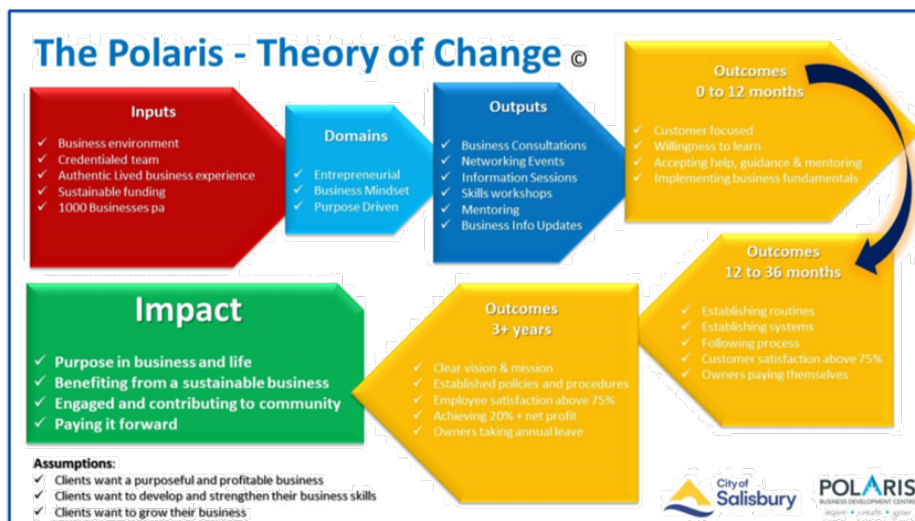 The Polaris - Theory of Change ©
Inputs
✓ Business environment
✓ Credentialed team
✓ Authentic Lived business experience
✓ Sustainable funding
✓ 1000 Businesses pa
Domains
✓ Entrepreneurial
✓ Business Mindset
✓ Purpose Driven
Outputs
✓ Business Consultations
✓ Networking Events
✓ Information Sessions
✓ Skills workshops
✓ Mentoring
✓ Business Info Updates
Outcomes
0 to 12 months
✓ Customer focused
✓ Willingness to learn
✓ Accepting help, guidance & mentoring
✓ Implementing business fundamentals
Outcomes
12 to 36 months
✓ Establishing routines
✓ Establishing systems
✓ Following process
✓ Customer satisfaction above 75%
✓ Owners paying themselves
Outcomes
3+ years
✓ Clear vision & mission
✓ Established policies and procedures
✓ Employee satisfaction above 75%
✓ Achieving 20% + net profit
✓ Owners taking annual leave
Impact
✓ Purpose in business and life
✓ Benefiting from a sustainable business
✓ Engaged and contributing to community
✓ Paying it forward
Assumptions:
✓ Clients want a purposeful and profitable business
✓ Clients want to develop and strengthen their business skills
✓ Clients want to grow their business
City of
Salisbury
POLARIS
BUSINESS DEVELOPMENT CENTRE
inspire • create • grow